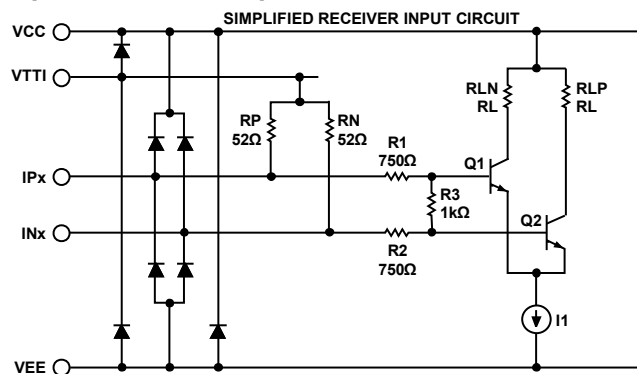 SIMPLIFIED RECEIVER INPUT CIRCUIT
VCC
VTTI
RP
52Ω
RN
52Ω
RLN
RL
RLP
RL
R1
750Ω
Q1
IPx
R3
1kΩ
INx
Q2
R2
750Ω
I1
VEE